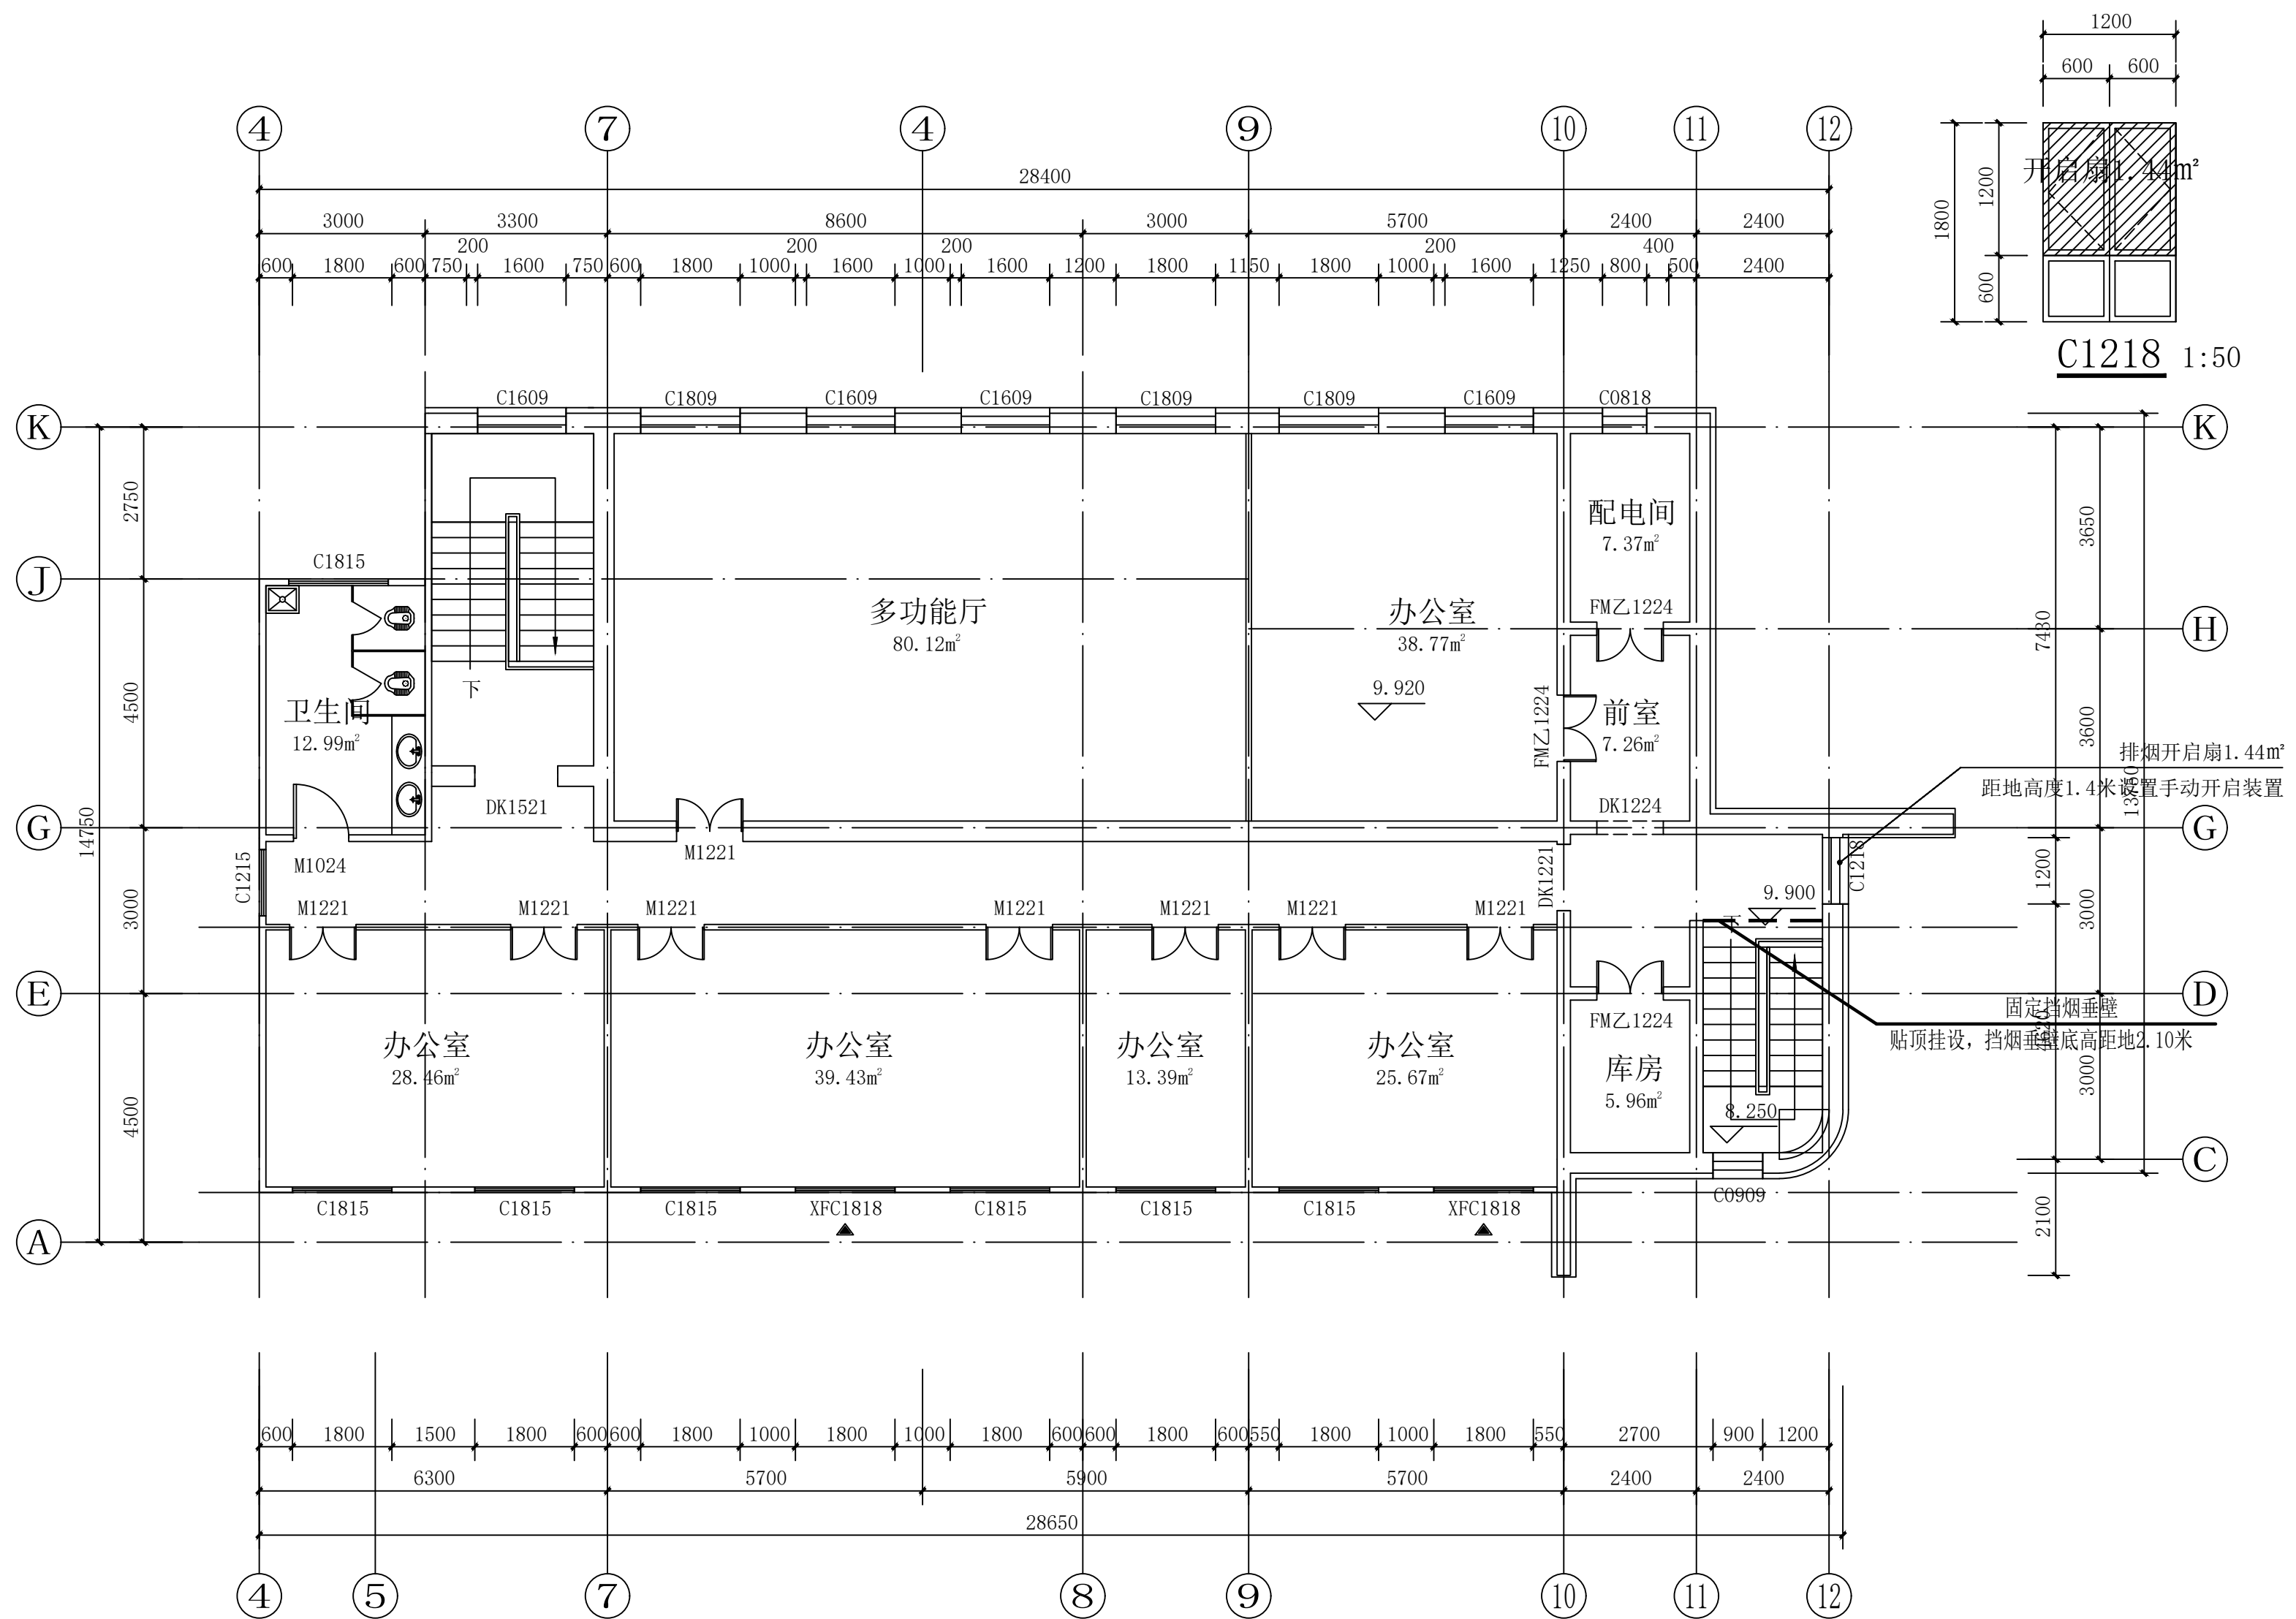 1200
600 600
④ ⑦ ④ ⑨ ⑩ ⑪ ⑫
28400
开启扇1.44㎡
1800
1200
600
3000 3300 8600 3000 5700 2400 2400
200 200 200 200 400
600 1800 600 750 1600 750 600 1800 1000 1600 1000 1600 1200 1800 1150 1800 1000 1600 1250 800 500 2400
C1218 1:50
C1609 C1809 C1609 C1609 C1809 C1809 C1609 C0818
K K
2750
3650
配电间
7.37㎡
C1815
J
FM乙1224
多功能厅
80.12㎡
办公室
38.77㎡
H
7430
下
9.920
4500
卫生间
12.99㎡
FM乙1224
前室
7.26㎡
3600
排烟开启扇1.44㎡
距地高度1.4米设置手动开启装置
13750
DK1521
DK1224
G G
14750
M1221
M1024
C1215
DK1221
C1218
1200
9.900
3000
3000
M1221 M1221 M1221 M1221 M1221 M1221 M1221
下
E D
固定挡烟垂壁
贴顶挂设，挡烟垂壁底高距地2.10米
FM乙1224
办公室
28.46㎡
办公室
39.43㎡
办公室
13.39㎡
办公室
25.67㎡
库房
5.96㎡
8.250
4500
3000
C
C0909
C1815 C1815 C1815 XFC1818 C1815 C1815 C1815 XFC1818
2100
A
600 1800 1500 1800 600 600 1800 1000 1800 1000 1800 600 600 1800 600 550 1800 1000 1800 550 2700 900 1200
6300 5700 5900 5700 2400 2400
28650
④ ⑤ ⑦ ⑧ ⑨ ⑩ ⑪ ⑫